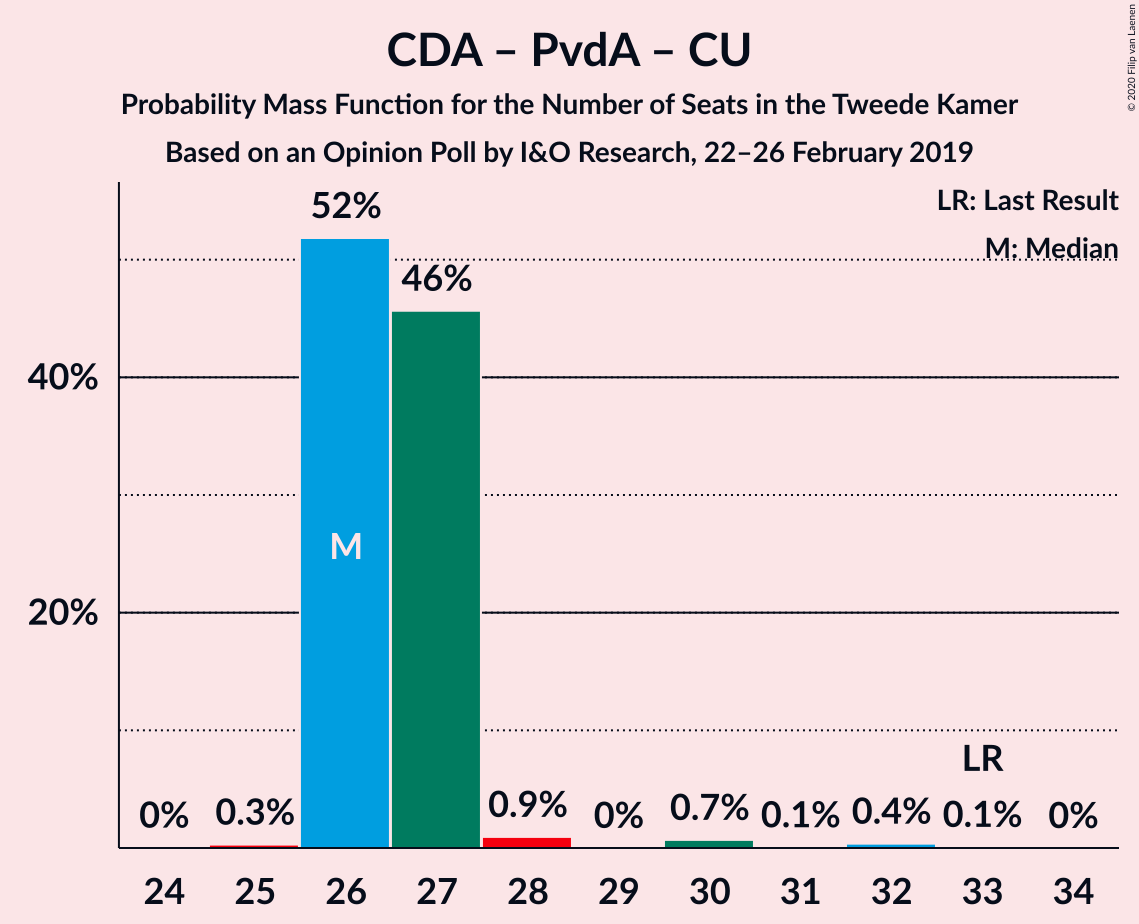 CDA – PvdA – CU
Probability Mass Function for the Number of Seats in the Tweede Kamer
Based on an Opinion Poll by I&O Research, 22–26 February 2019
© 2020 Filip van Laenen
LR: Last Result
M: Median
52%
46%
40%
M
20%
LR
0% 0.3% 0.9% 0% 0.7% 0.1% 0.4% 0.1% 0%
24 25 26 27 28 29 30 31 32 33 34